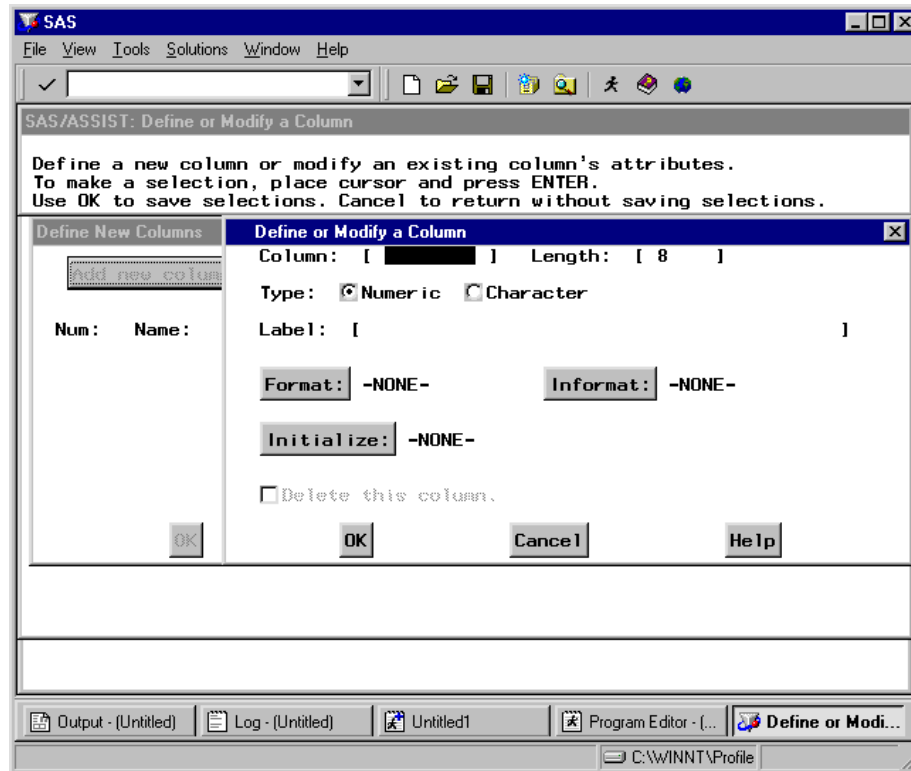 SAS
File View Tools Solutions Window Help
SAS/ASSIST: Define or Modify a Column
Define a new column or modify an existing column's attributes.
To make a selection, place cursor and press ENTER.
Use OK to save selections. Cancel to return without saving selections.
Define New Columns
Add new colum
Num: Name:
OK
Define or Modify a Column
Column: [ ] Length: [ 8 ]
Type: Numeric Character
Label: [ ]
Format: -NONE- Informat: -NONE-
Initialize: -NONE-
Delete this column.
OK Cancel Help
Output - (Untitled) Log - (Untitled) Untitled1 Program Editor - (... Define or Modi...
C:\WINNT\Profile